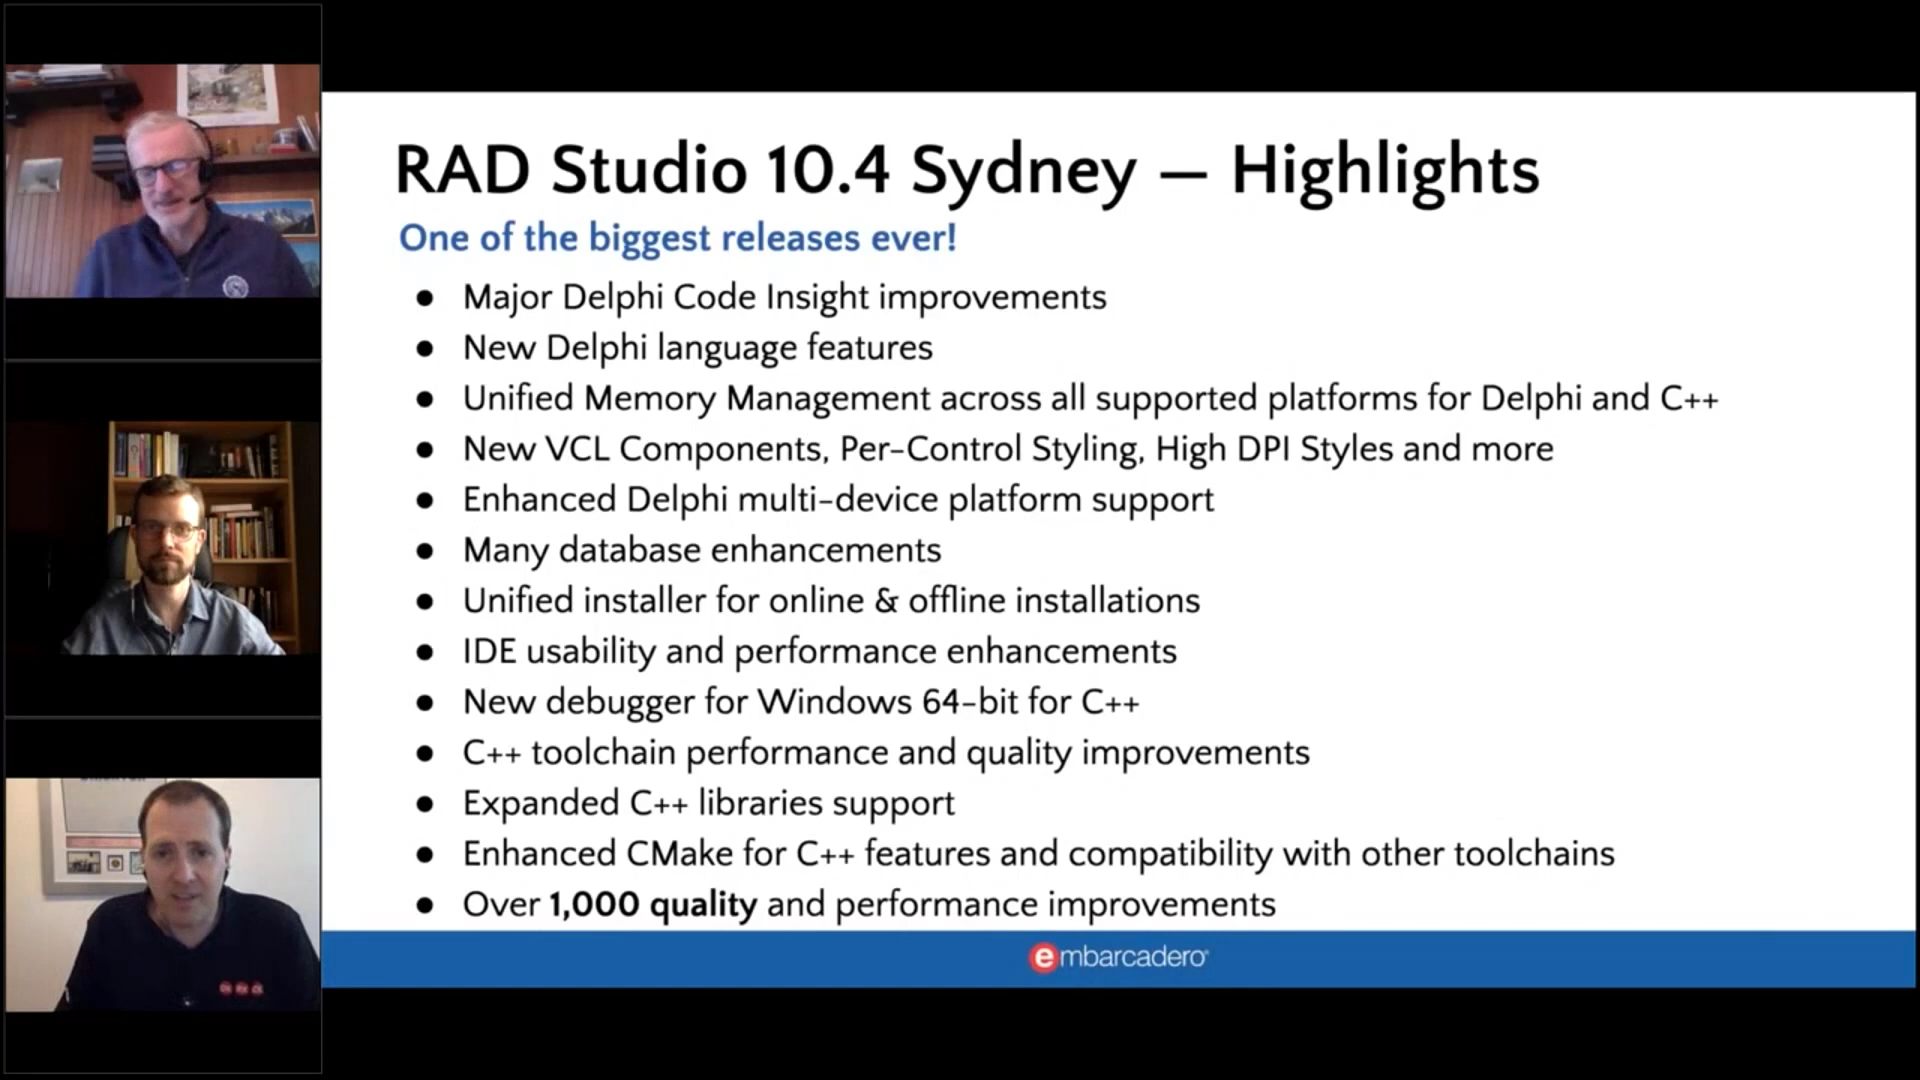 RAD Studio 10.4 Sydney – Highlights
One of the biggest releases ever!
● Major Delphi Code Insight improvements
● New Delphi language features
● Unified Memory Management across all supported platforms for Delphi and C++
● New VCL Components, Per-Control Styling, High DPI Styles and more
● Enhanced Delphi multi-device platform support
● Many database enhancements
● Unified installer for online & offline installations
● IDE usability and performance enhancements
● New debugger for Windows 64-bit for C++
● C++ toolchain performance and quality improvements
● Expanded C++ libraries support
● Enhanced CMake for C++ features and compatibility with other toolchains
● Over 1,000 quality and performance improvements
embarcadero